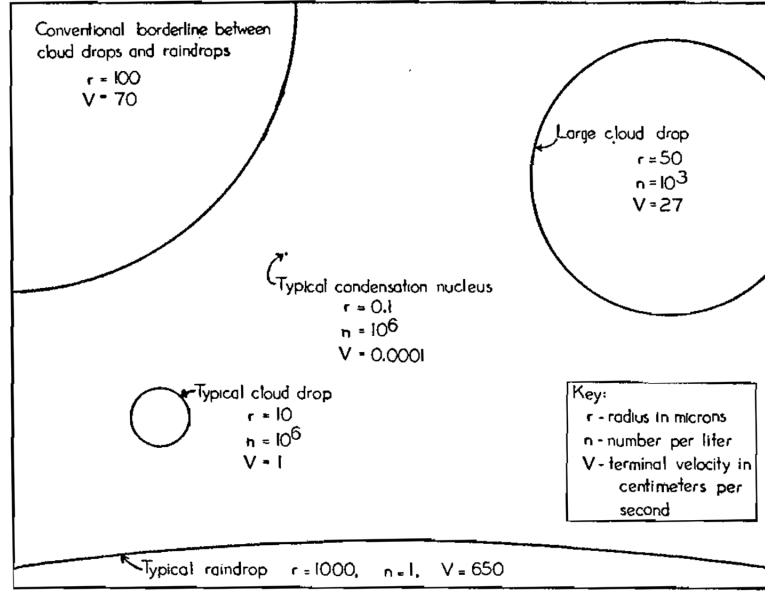 Conventional borderline between
cloud drops and raindrops
r = 100
V = 70
Large cloud drop
r = 50
n = 10³
V = 27
Typical condensation nucleus
r = 0.1
n = 10⁶
V = 0.0001
Typical cloud drop
r = 10
n = 10⁶
V = 1
Key:
r - radius in microns
n - number per liter
V - terminal velocity in
centimeters per
second
Typical raindrop r = 1000, n = 1, V = 650